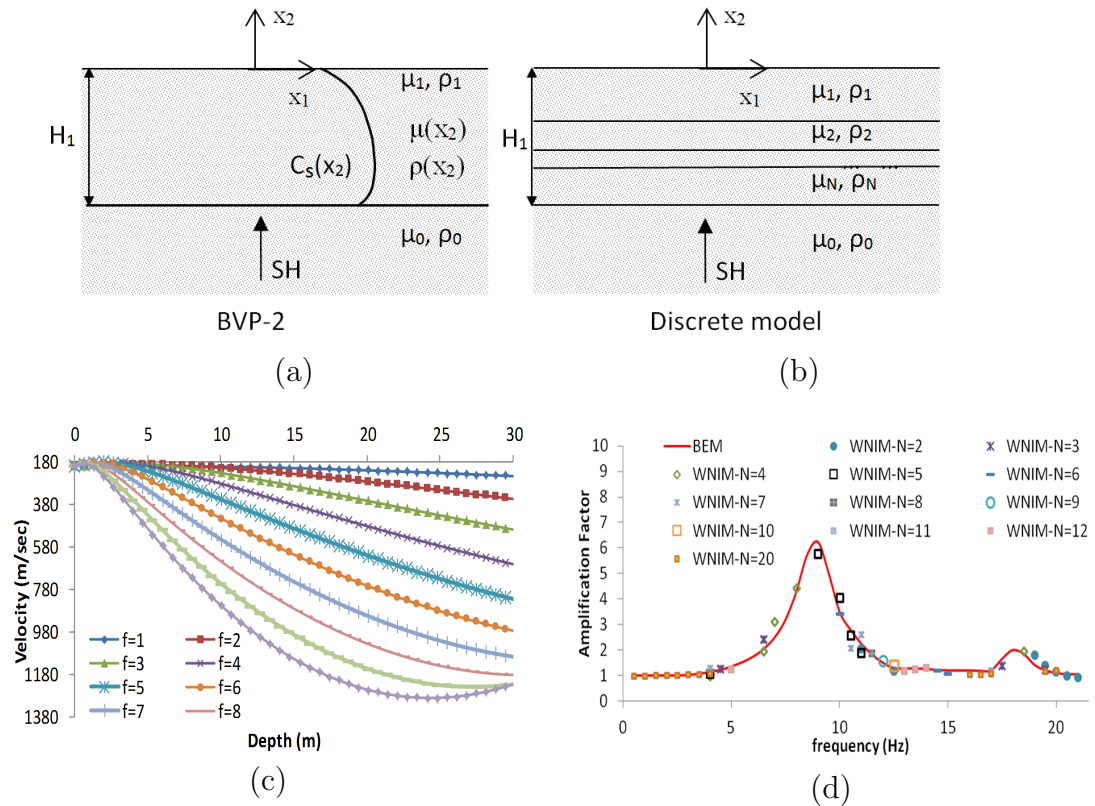 x₂
x₁
μ₁, ρ₁
μ(x₂)
ρ(x₂)
Cₛ(x₂)
H₁
μ₀, ρ₀
SH
BVP-2
(a)
x₂
x₁
μ₁, ρ₁
μ₂, ρ₂
... ...
μ_N, ρ_N
H₁
μ₀, ρ₀
SH
Discrete model
(b)
0 5 10 15 20 25 30
180
380
580
780
980
1180
1380
Velocity (m/sec)
f=1 f=2
f=3 f=4
f=5 f=6
f=7 f=8
Depth (m)
(c)
BEM WNIM-N=2 WNIM-N=3
WNIM-N=4 WNIM-N=5 WNIM-N=6
WNIM-N=7 WNIM-N=8 WNIM-N=9
WNIM-N=10 WNIM-N=11 WNIM-N=12
WNIM-N=20
10
9
8
7
6
5
4
3
2
1
0
Amplification Factor
0 5 10 15 20
frequency (Hz)
(d)